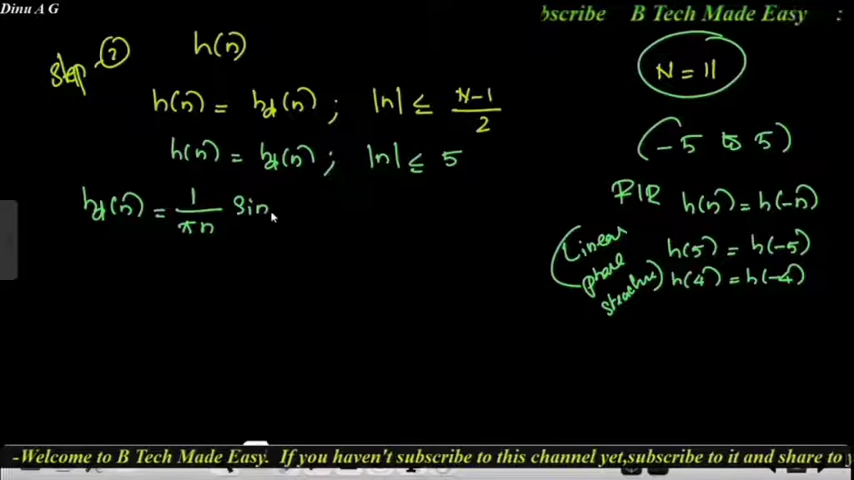 Dinu A G
bscribe B Tech Made Easy :
Step-2
h(n)
h(n) = hd(n) ; |n| ≤ N-1/2
h(n) = hd(n) ; |n| ≤ 5
hd(n) = 1/πn Sin
N = 11
(-5 to 5)
FIR h(n) = h(-n)
(Linear phase structure)
h(5) = h(-5)
h(4) = h(-4)
-Welcome to B Tech Made Easy. If you haven't subscribe to this channel yet,subscribe to it and share to y